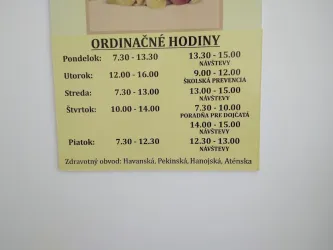 ORDINAČNÉ HODINY
Pondelok: 7.30 - 13.30 13.30 - 15.00
NÁVŠTEVY
Utorok: 12.00 - 16.00 9.00 - 12.00
ŠKOLSKÁ PREVENCIA
Streda: 7.30 - 13.00 13.00 - 15.00
NÁVŠTEVY
Štvrtok: 10.00 - 14.00 7.30 - 10.00
PORADŇA PRE DOJČATÁ
14.00 - 15.00
NÁVŠTEVY
Piatok: 7.30 - 12.30 12.30 - 13.00
NÁVŠTEVY
Zdravotný obvod: Havanská, Pekinská, Hanojská, Aténska